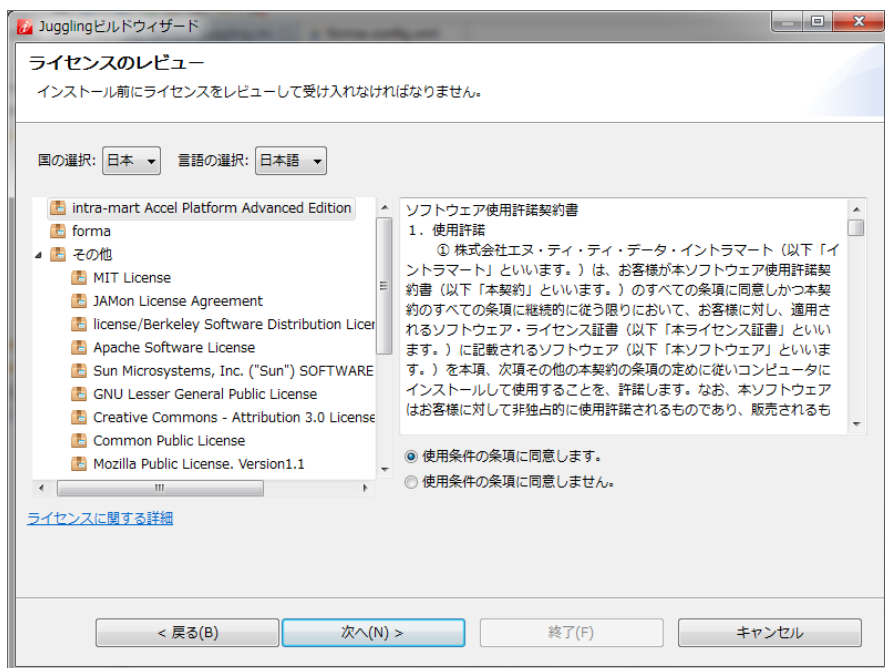 Jugglingビルドウィザード
ライセンスのレビュー
インストール前にライセンスをレビューして受け入れなければなりません。
国の選択: 日本 言語の選択: 日本語
intra-mart Accel Platform Advanced Edition
forma
その他
MIT License
JAMon License Agreement
license/Berkeley Software Distribution Licer
Apache Software License
Sun Microsystems, Inc. ("Sun") SOFTWARE
GNU Lesser General Public License
Creative Commons - Attribution 3.0 License
Common Public License
Mozilla Public License. Version1.1
ソフトウェア使用許諾契約書
1．使用許諾
① 株式会社エヌ・ティ・ティ・データ・イントラマート（以下「イ
ントラマート」といいます。）は、お客様が本ソフトウェア使用許諾契
約書（以下「本契約」といいます。）のすべての条項に同意しかつ本契
約のすべての条項に継続的に従う限りにおいて、お客様に対し、適用さ
れるソフトウェア・ライセンス証書（以下「本ライセンス証書」といい
ます。）に記載されるソフトウェア（以下「本ソフトウェア」といいま
す。）を本項、次項その他の本契約の条項の定めに従いコンピュータに
インストールして使用することを、許諾します。なお、本ソフトウェア
はお客様に対して非独占的に使用許諾されるものであり、販売されるも
使用条件の条項に同意します。
使用条件の条項に同意しません。
ライセンスに関する詳細
< 戻る(B) 次へ(N) > 終了(F) キャンセル